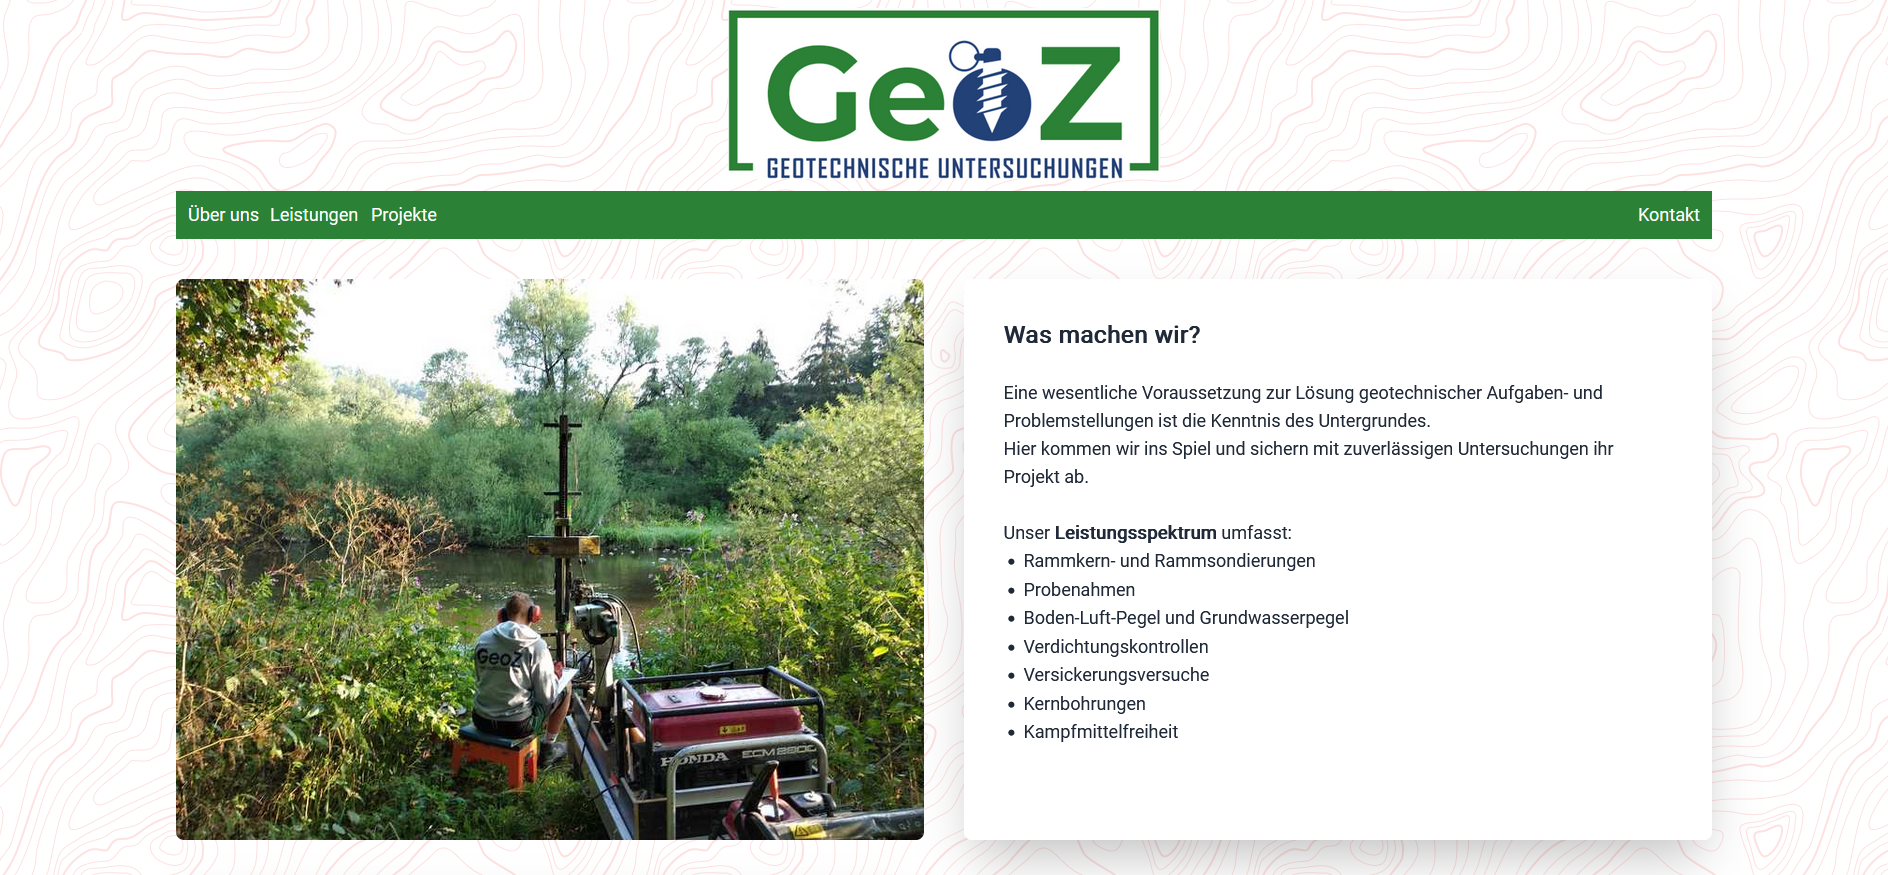 GeoZ
GEOTECHNISCHE UNTERSUCHUNGEN
Über uns Leistungen Projekte Kontakt
Was machen wir?
Eine wesentliche Voraussetzung zur Lösung geotechnischer Aufgaben- und
Problemstellungen ist die Kenntnis des Untergrundes.
Hier kommen wir ins Spiel und sichern mit zuverlässigen Untersuchungen ihr
Projekt ab.
Unser Leistungsspektrum umfasst:
• Rammkern- und Rammsondierungen
• Probenahmen
• Boden-Luft-Pegel und Grundwasserpegel
• Verdichtungskontrollen
• Versickerungsversuche
• Kernbohrungen
• Kampfmittelfreiheit
GeoZ
HONDA